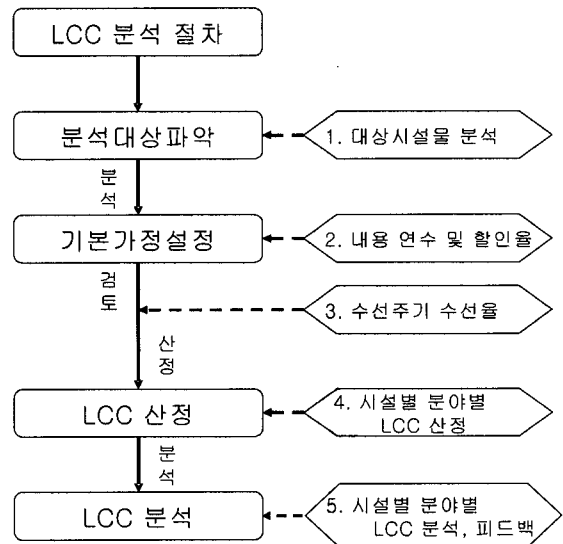 LCC 분석 절차
분석대상파악
1. 대상시설물 분석
분석
기본가정설정
2. 내용 연수 및 할인율
검토
3. 수선주기 수선율
산정
LCC 산정
4. 시설별 분야별
LCC 산정
분석
LCC 분석
5. 시설별 분야별
LCC 분석, 피드백